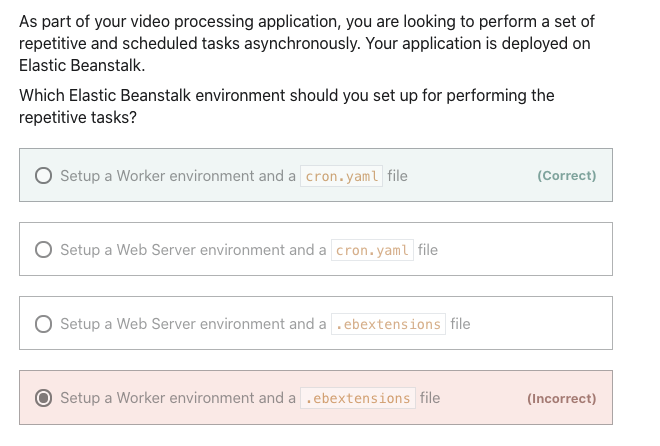 As part of your video processing application, you are looking to perform a set of
repetitive and scheduled tasks asynchronously. Your application is deployed on
Elastic Beanstalk.
Which Elastic Beanstalk environment should you set up for performing the
repetitive tasks?
Setup a Worker environment and a cron.yaml file (Correct)
Setup a Web Server environment and a cron.yaml file
Setup a Web Server environment and a .ebextensions file
Setup a Worker environment and a .ebextensions file (Incorrect)